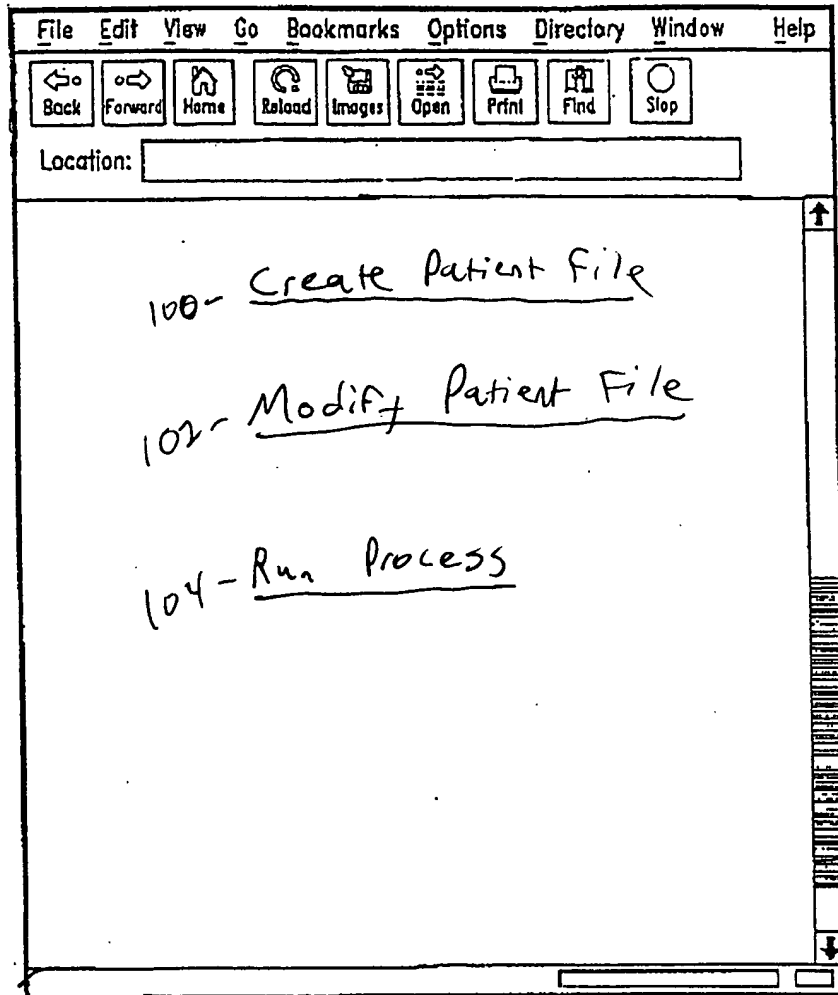 File Edit View Go Bookmarks Options Directory Window Help
Back Forward Home Reload Images Open Print Find Stop
Location:
100- Create Patient File
102- Modify Patient File
104- Run Process